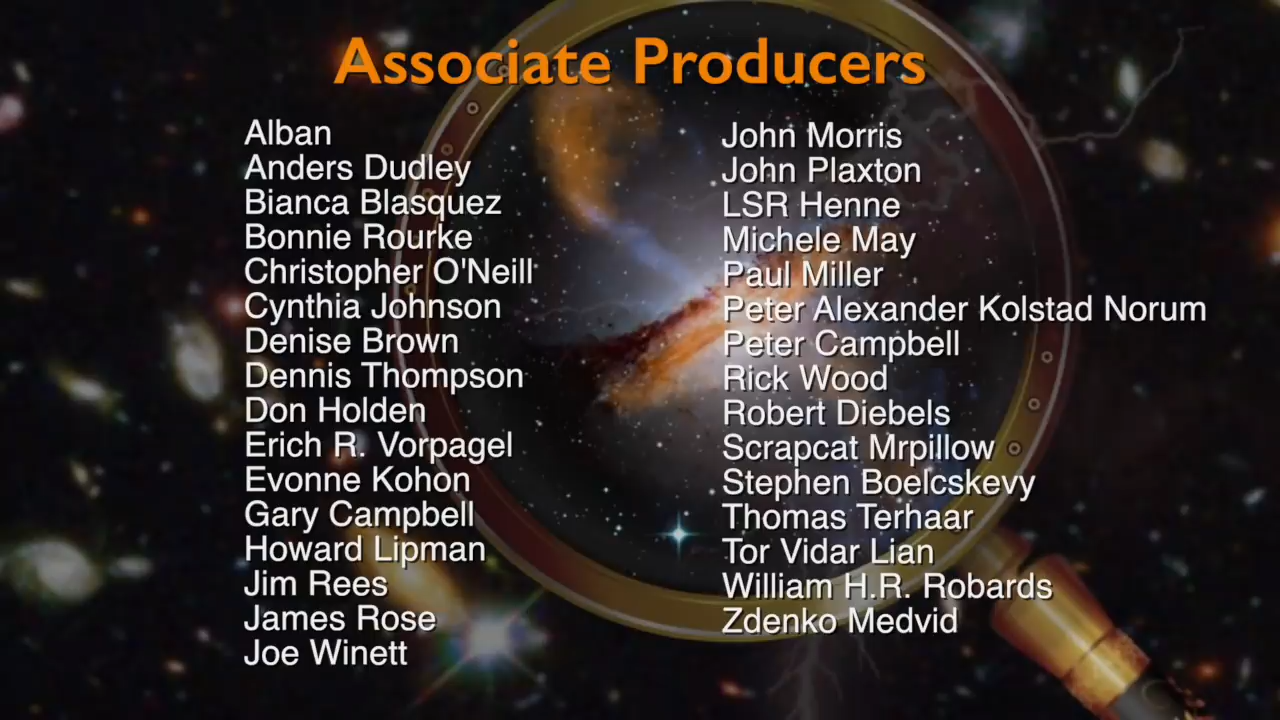 Associate Producers
Alban
Anders Dudley
Bianca Blasquez
Bonnie Rourke
Christopher O'Neill
Cynthia Johnson
Denise Brown
Dennis Thompson
Don Holden
Erich R. Vorpagel
Evonne Kohon
Gary Campbell
Howard Lipman
Jim Rees
James Rose
Joe Winett
John Morris
John Plaxton
LSR Henne
Michele May
Paul Miller
Peter Alexander Kolstad Norum
Peter Campbell
Rick Wood
Robert Diebels
Scrapcat Mrpillow
Stephen Boelcskevy
Thomas Terhaar
Tor Vidar Lian
William H.R. Robards
Zdenko Medvid